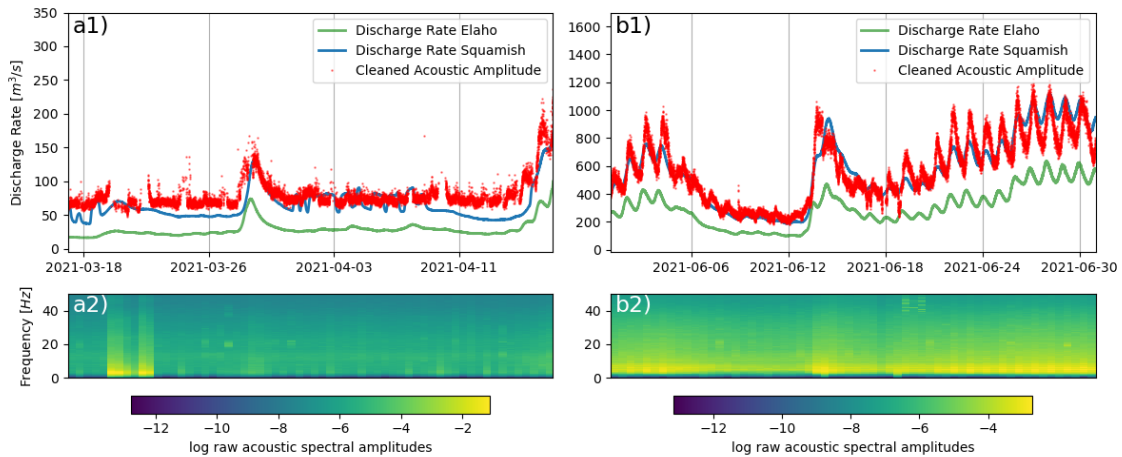 a1)
Discharge Rate Elaho
Discharge Rate Squamish
Cleaned Acoustic Amplitude
Discharge Rate [m³/s]
350
300
250
200
150
100
50
0
2021-03-18 2021-03-26 2021-04-03 2021-04-11
b1)
Discharge Rate Elaho
Discharge Rate Squamish
Cleaned Acoustic Amplitude
1600
1400
1200
1000
800
600
400
200
0
2021-06-06 2021-06-12 2021-06-18 2021-06-24 2021-06-30
a2)
Frequency [Hz]
40
20
0
b2)
40
20
0
−12 −10 −8 −6 −4 −2
log raw acoustic spectral amplitudes
−12 −10 −8 −6 −4
log raw acoustic spectral amplitudes